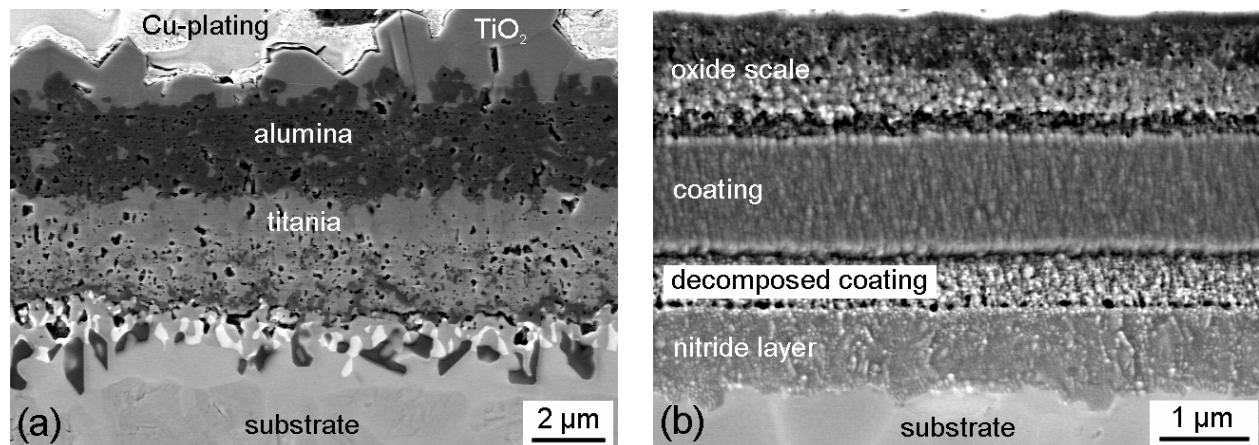 Cu-plating
TiO₂
alumina
titania
substrate
(a)
2 µm
oxide scale
coating
decomposed coating
nitride layer
substrate
(b)
1 µm